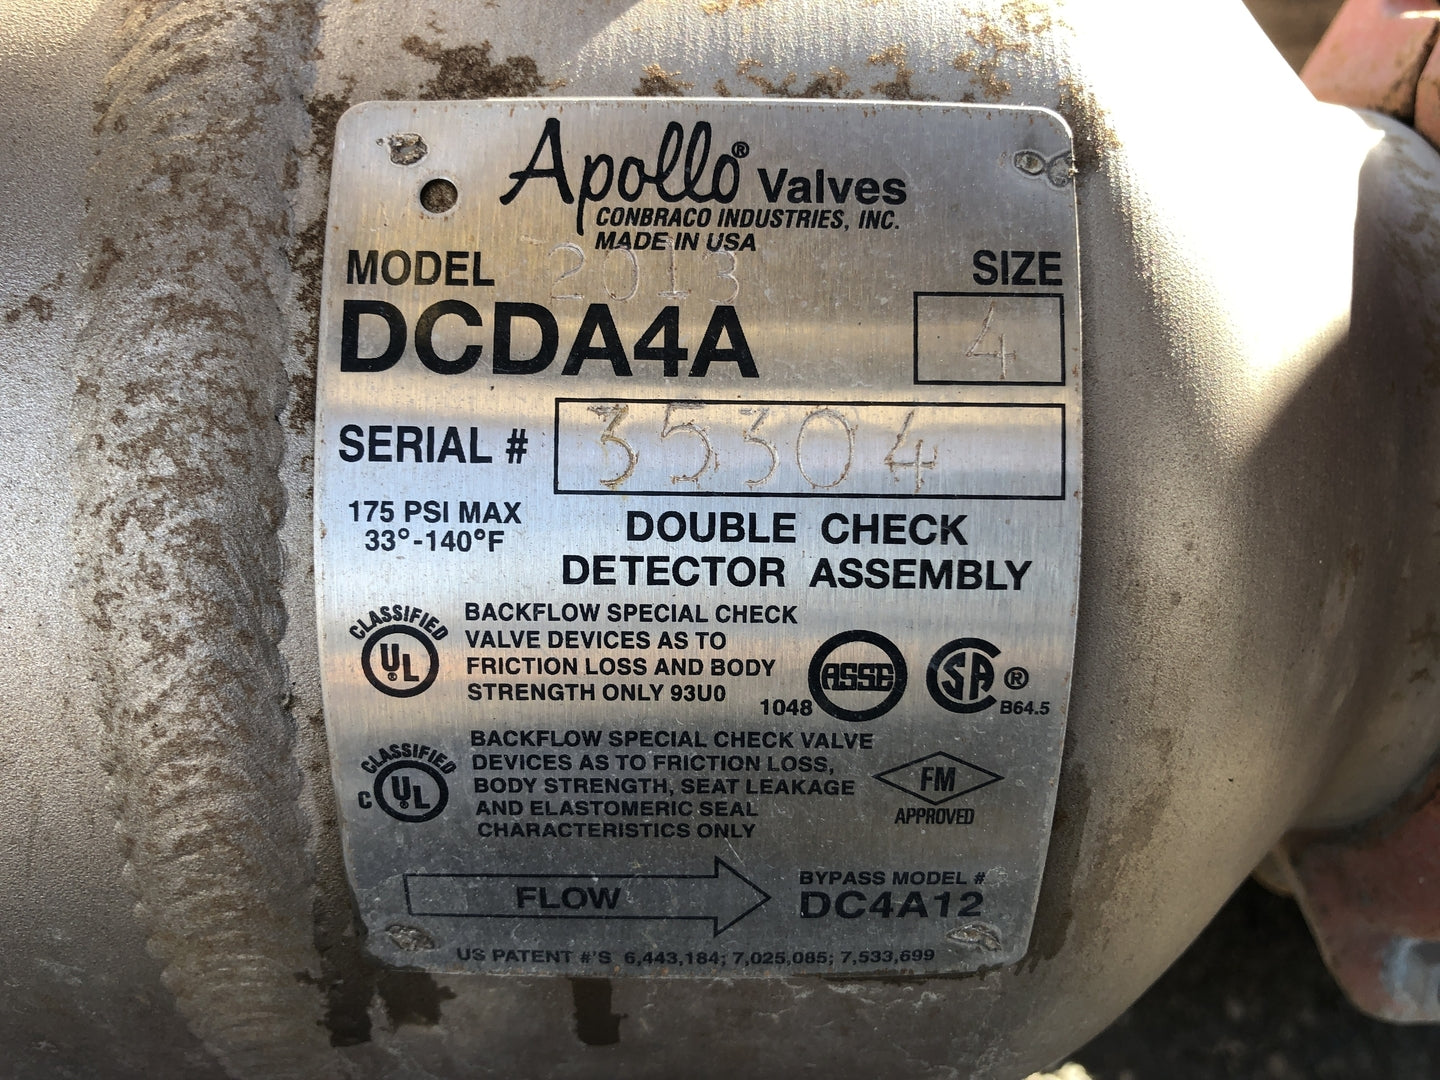 Apollo® Valves
CONBRACO INDUSTRIES, INC.
MADE IN USA
MODEL 2013 SIZE
DCDA4A 4
SERIAL # 35304
175 PSI MAX
33°-140°F
DOUBLE CHECK
DETECTOR ASSEMBLY
CLASSIFIED
UL
BACKFLOW SPECIAL CHECK
VALVE DEVICES AS TO
FRICTION LOSS AND BODY
STRENGTH ONLY 93U0
1048 ASSE
SA ® B64.5
CLASSIFIED
C UL
BACKFLOW SPECIAL CHECK VALVE
DEVICES AS TO FRICTION LOSS,
BODY STRENGTH, SEAT LEAKAGE
AND ELASTOMERIC SEAL
CHARACTERISTICS ONLY
FM
APPROVED
FLOW
BYPASS MODEL #
DC4A12
US PATENT #'S 6,443,184; 7,025,085; 7,533,699